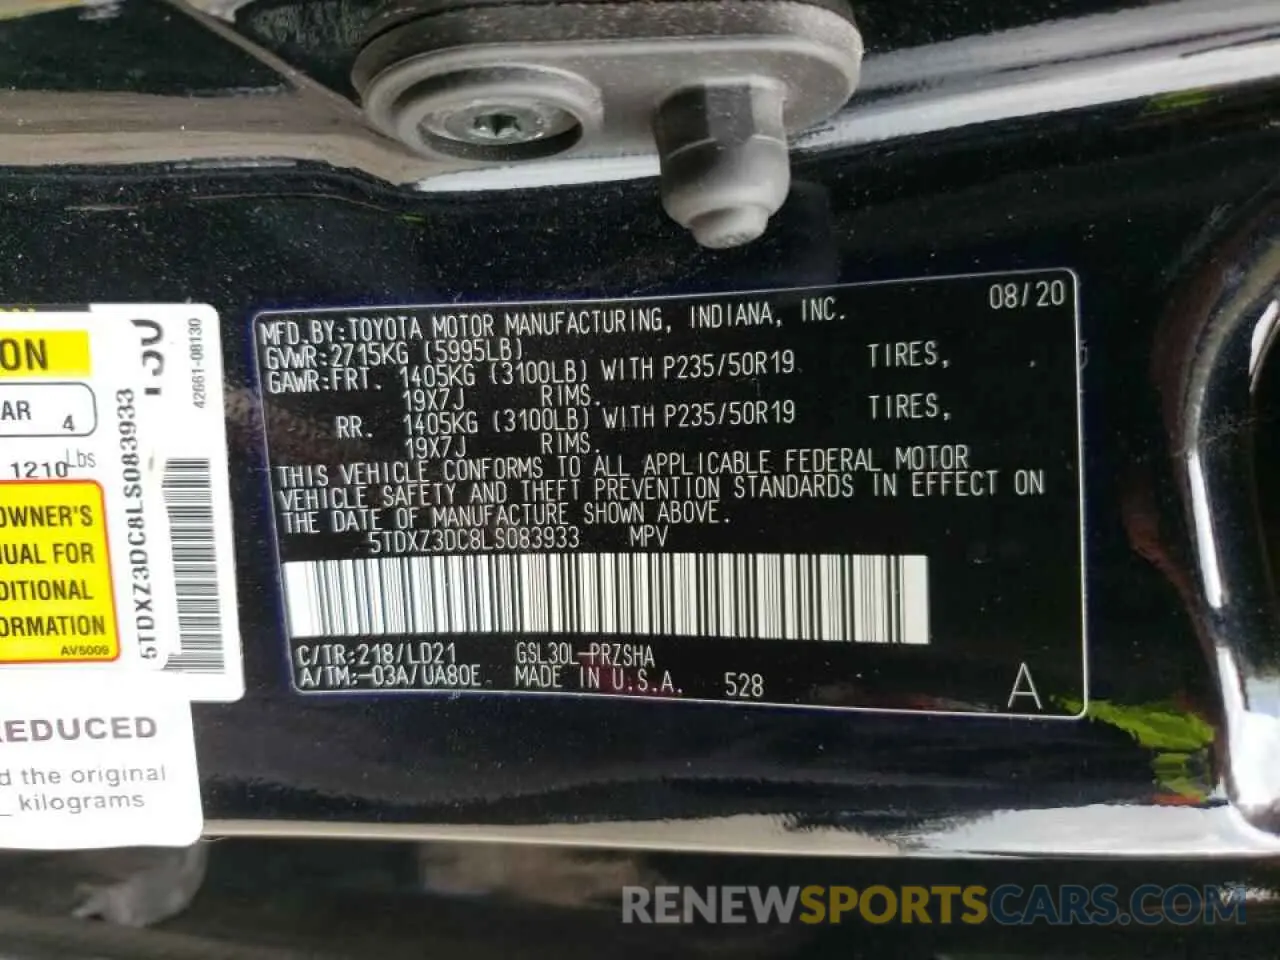 08/20
MFD.BY:TOYOTA MOTOR MANUFACTURING, INDIANA, INC.
GVWR:2715KG (5995LB)
GAWR:FRT. 1405KG (3100LB) WITH P235/50R19 TIRES,
19X7J RIMS.
RR. 1405KG (3100LB) WITH P235/50R19 TIRES,
19X7J RIMS.
THIS VEHICLE CONFORMS TO ALL APPLICABLE FEDERAL MOTOR
VEHICLE SAFETY AND THEFT PREVENTION STANDARDS IN EFFECT ON
THE DATE OF MANUFACTURE SHOWN ABOVE.
5TDXZ3DC8LS083933 MPV
C/TR:218/LD21 GSL30L-PRZSHA
A/TM:-03A/UA80E MADE IN U.S.A. 528
A
ON
AR 4
1210 Lbs
OWNER'S
NUAL FOR
DITIONAL
ORMATION
AV5009
5TDXZ3DC8LS083933
42661-08130
REDUCED
d the original
_ kilograms
RENEWSPORTSCARS.COM